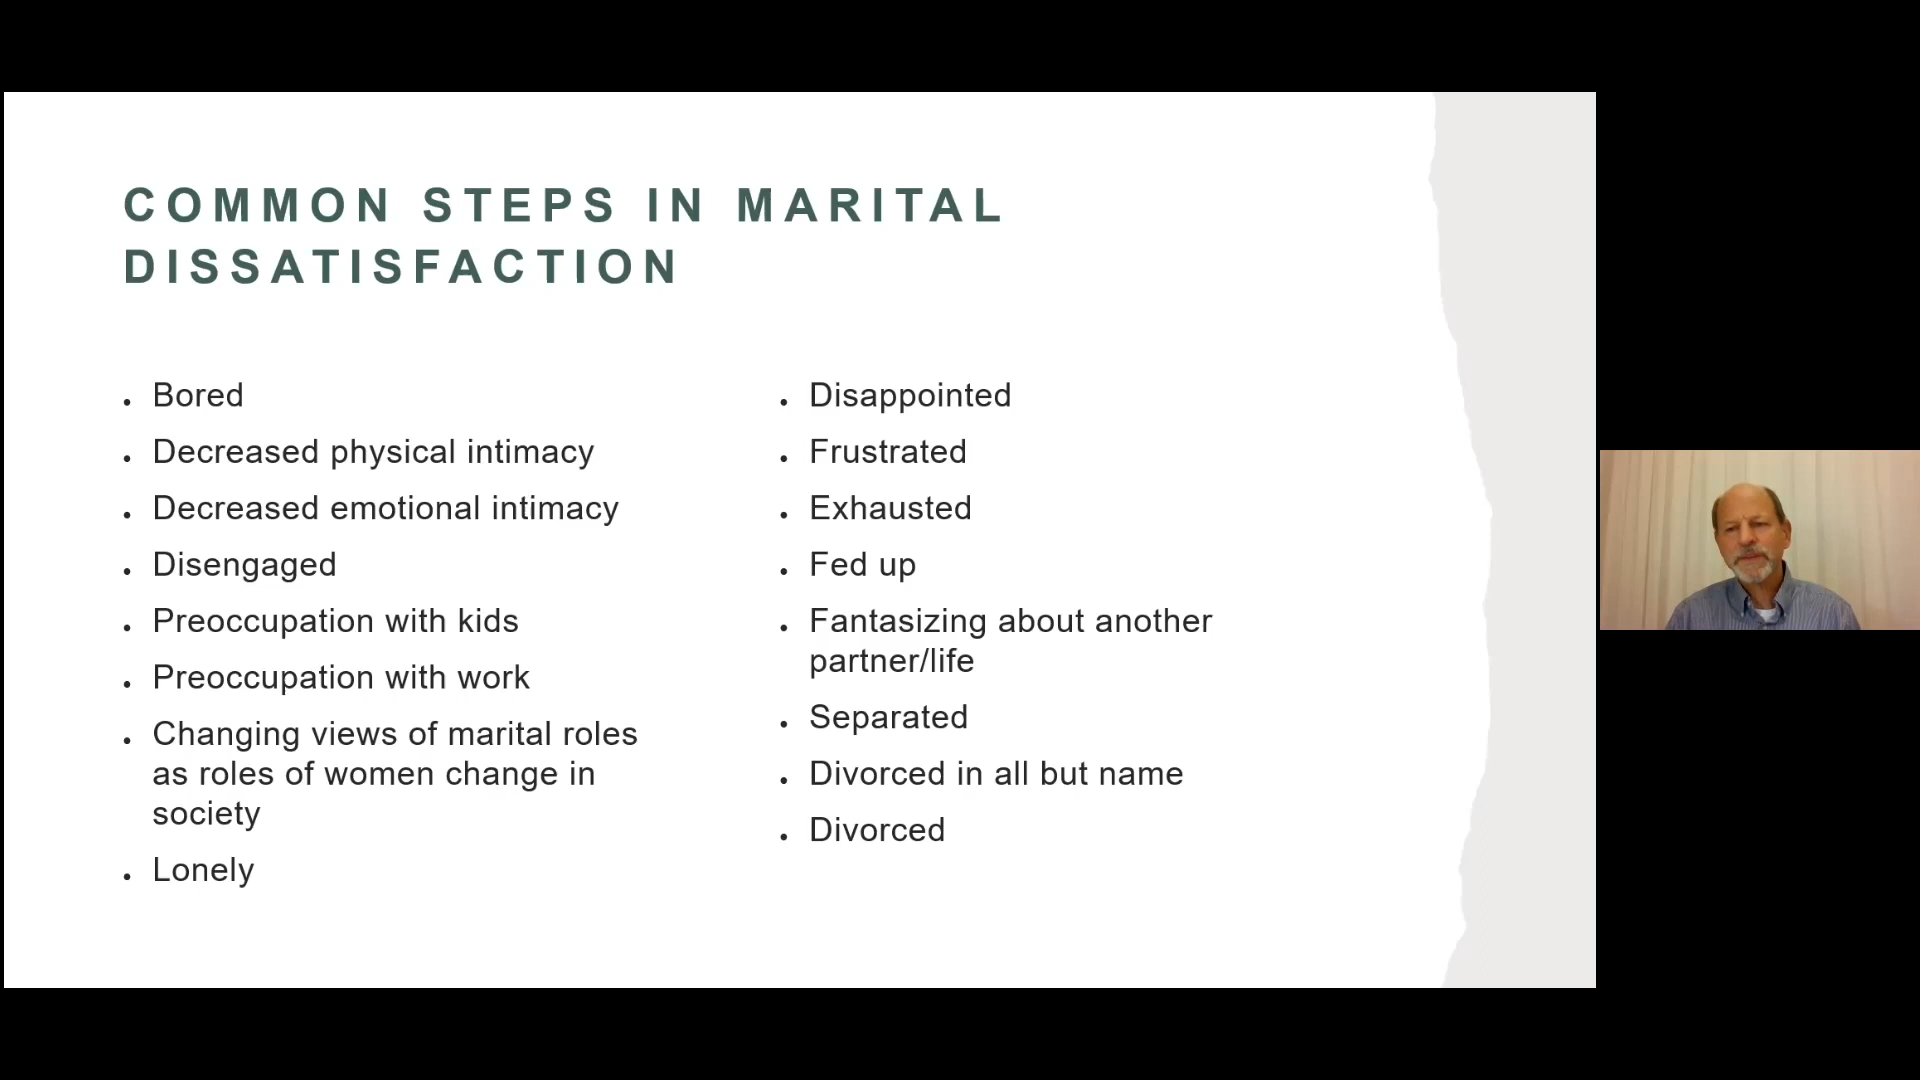 COMMON STEPS IN MARITAL
DISSATISFACTION
• Bored
• Decreased physical intimacy
• Decreased emotional intimacy
• Disengaged
• Preoccupation with kids
• Preoccupation with work
• Changing views of marital roles
as roles of women change in
society
• Lonely
• Disappointed
• Frustrated
• Exhausted
• Fed up
• Fantasizing about another
partner/life
• Separated
• Divorced in all but name
• Divorced